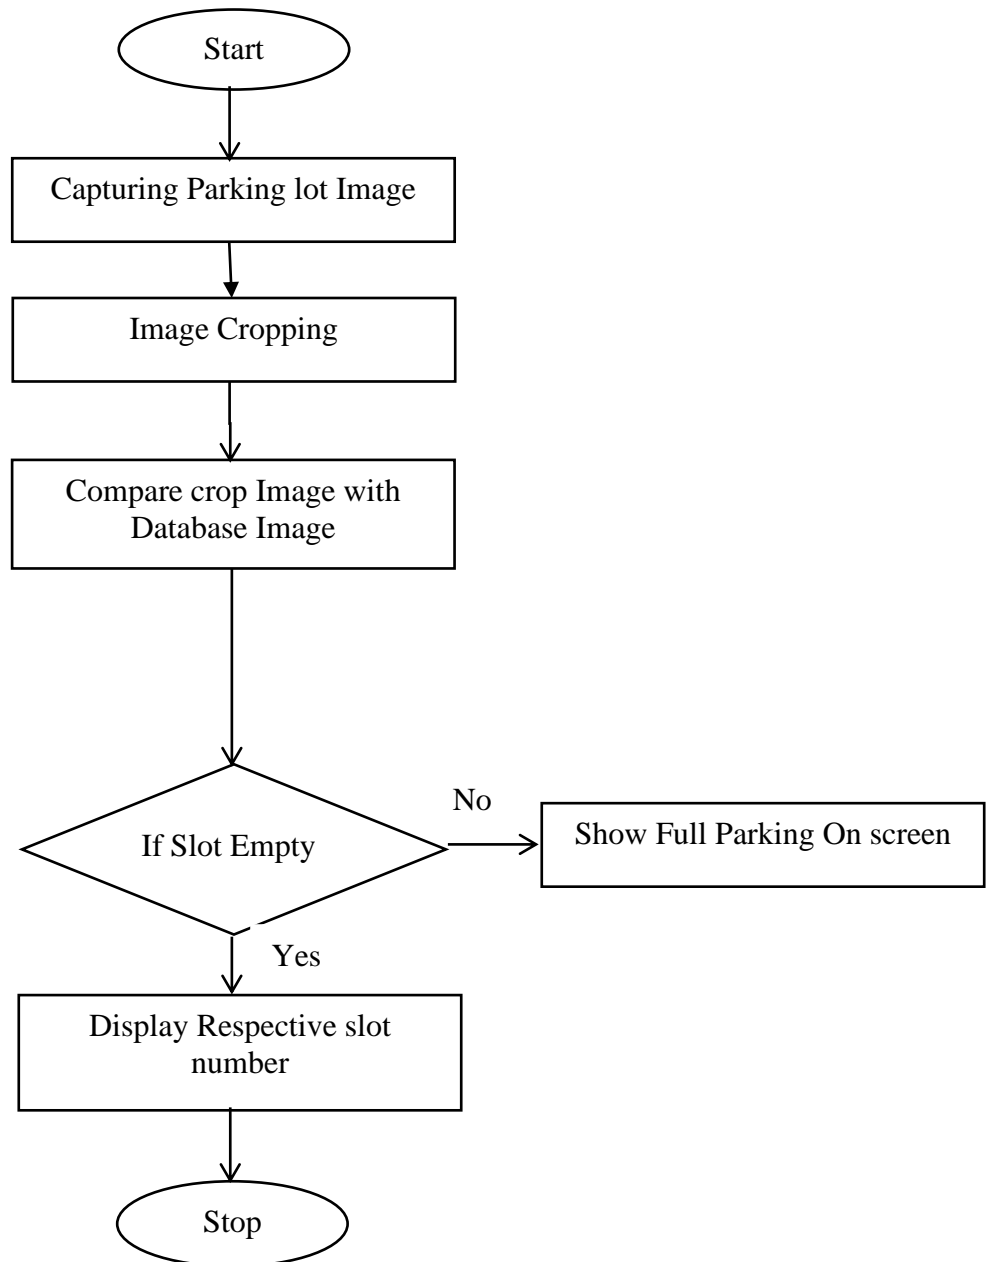 Start
Capturing Parking lot Image
Image Cropping
Compare crop Image with
Database Image
No
If Slot Empty
Show Full Parking On screen
Yes
Display Respective slot
number
Stop